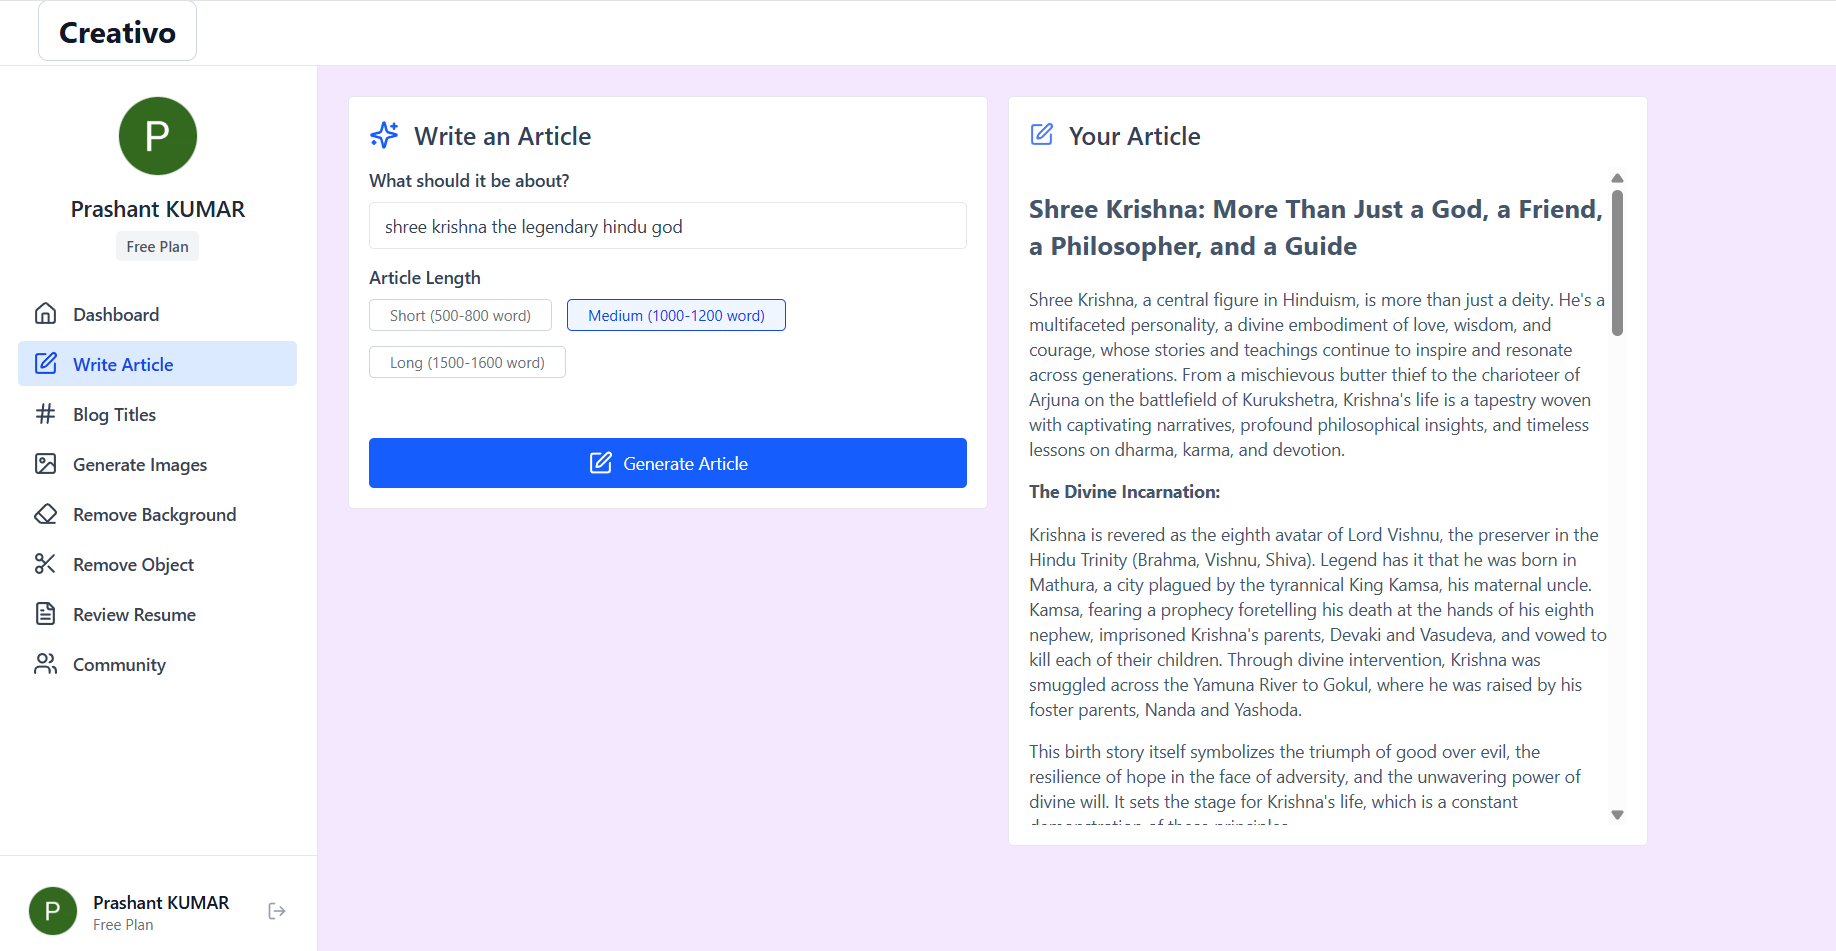 Creativo
P
Prashant KUMAR
Free Plan
Dashboard
Write Article
Blog Titles
Generate Images
Remove Background
Remove Object
Review Resume
Community
P
Prashant KUMAR
Free Plan
Write an Article
What should it be about?
shree krishna the legendary hindu god
Article Length
Short (500-800 word)
Medium (1000-1200 word)
Long (1500-1600 word)
Generate Article
Your Article
Shree Krishna: More Than Just a God, a Friend,
a Philosopher, and a Guide
Shree Krishna, a central figure in Hinduism, is more than just a deity. He's a
multifaceted personality, a divine embodiment of love, wisdom, and
courage, whose stories and teachings continue to inspire and resonate
across generations. From a mischievous butter thief to the charioteer of
Arjuna on the battlefield of Kurukshetra, Krishna's life is a tapestry woven
with captivating narratives, profound philosophical insights, and timeless
lessons on dharma, karma, and devotion.
The Divine Incarnation:
Krishna is revered as the eighth avatar of Lord Vishnu, the preserver in the
Hindu Trinity (Brahma, Vishnu, Shiva). Legend has it that he was born in
Mathura, a city plagued by the tyrannical King Kamsa, his maternal uncle.
Kamsa, fearing a prophecy foretelling his death at the hands of his eighth
nephew, imprisoned Krishna's parents, Devaki and Vasudeva, and vowed to
kill each of their children. Through divine intervention, Krishna was
smuggled across the Yamuna River to Gokul, where he was raised by his
foster parents, Nanda and Yashoda.
This birth story itself symbolizes the triumph of good over evil, the
resilience of hope in the face of adversity, and the unwavering power of
divine will. It sets the stage for Krishna's life, which is a constant
demonstration of these principles.